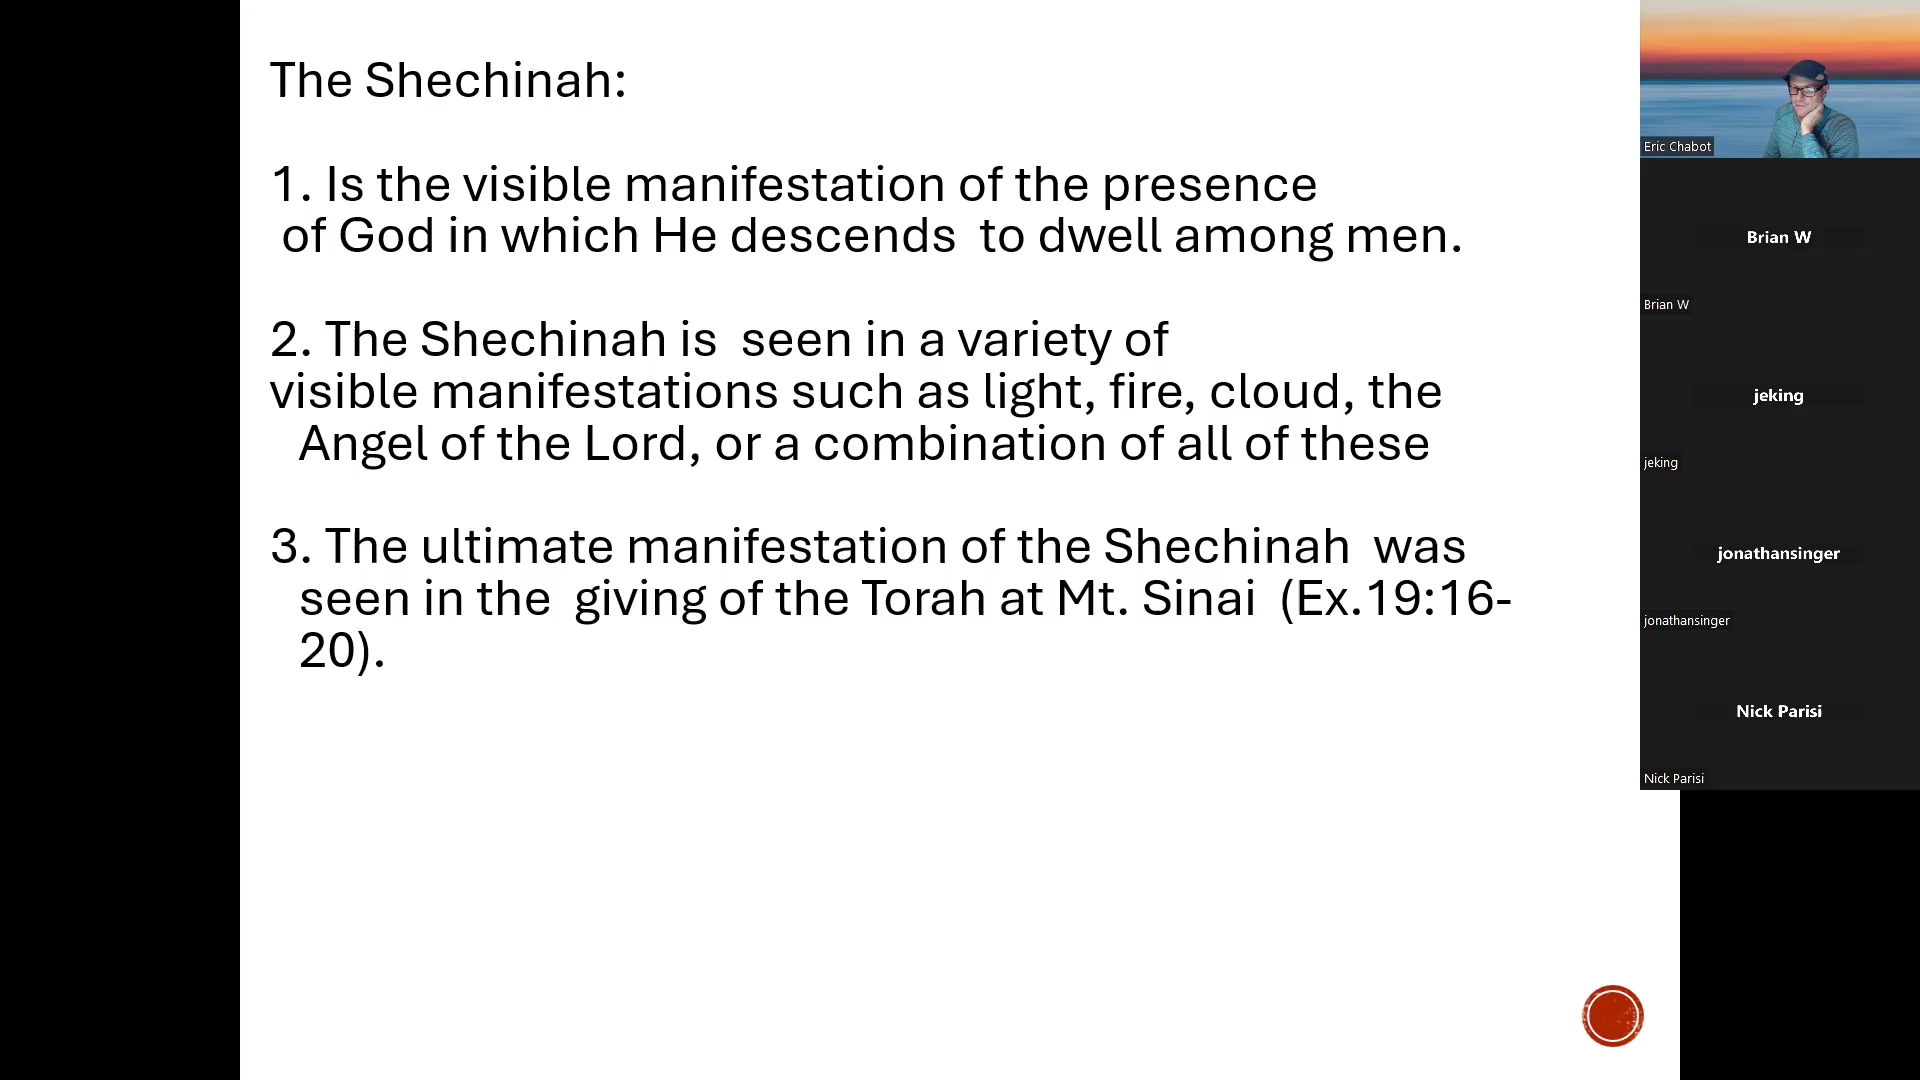 The Shechinah:
1. Is the visible manifestation of the presence
of God in which He descends  to dwell among men.
2. The Shechinah is  seen in a variety of
visible manifestations such as light, fire, cloud, the
Angel of the Lord, or a combination of all of these
3. The ultimate manifestation of the Shechinah  was
seen in the  giving of the Torah at Mt. Sinai  (Ex.19:16-
20).
Eric Chabot
Brian W
Brian W
jeking
jeking
jonathansinger
jonathansinger
Nick Parisi
Nick Parisi